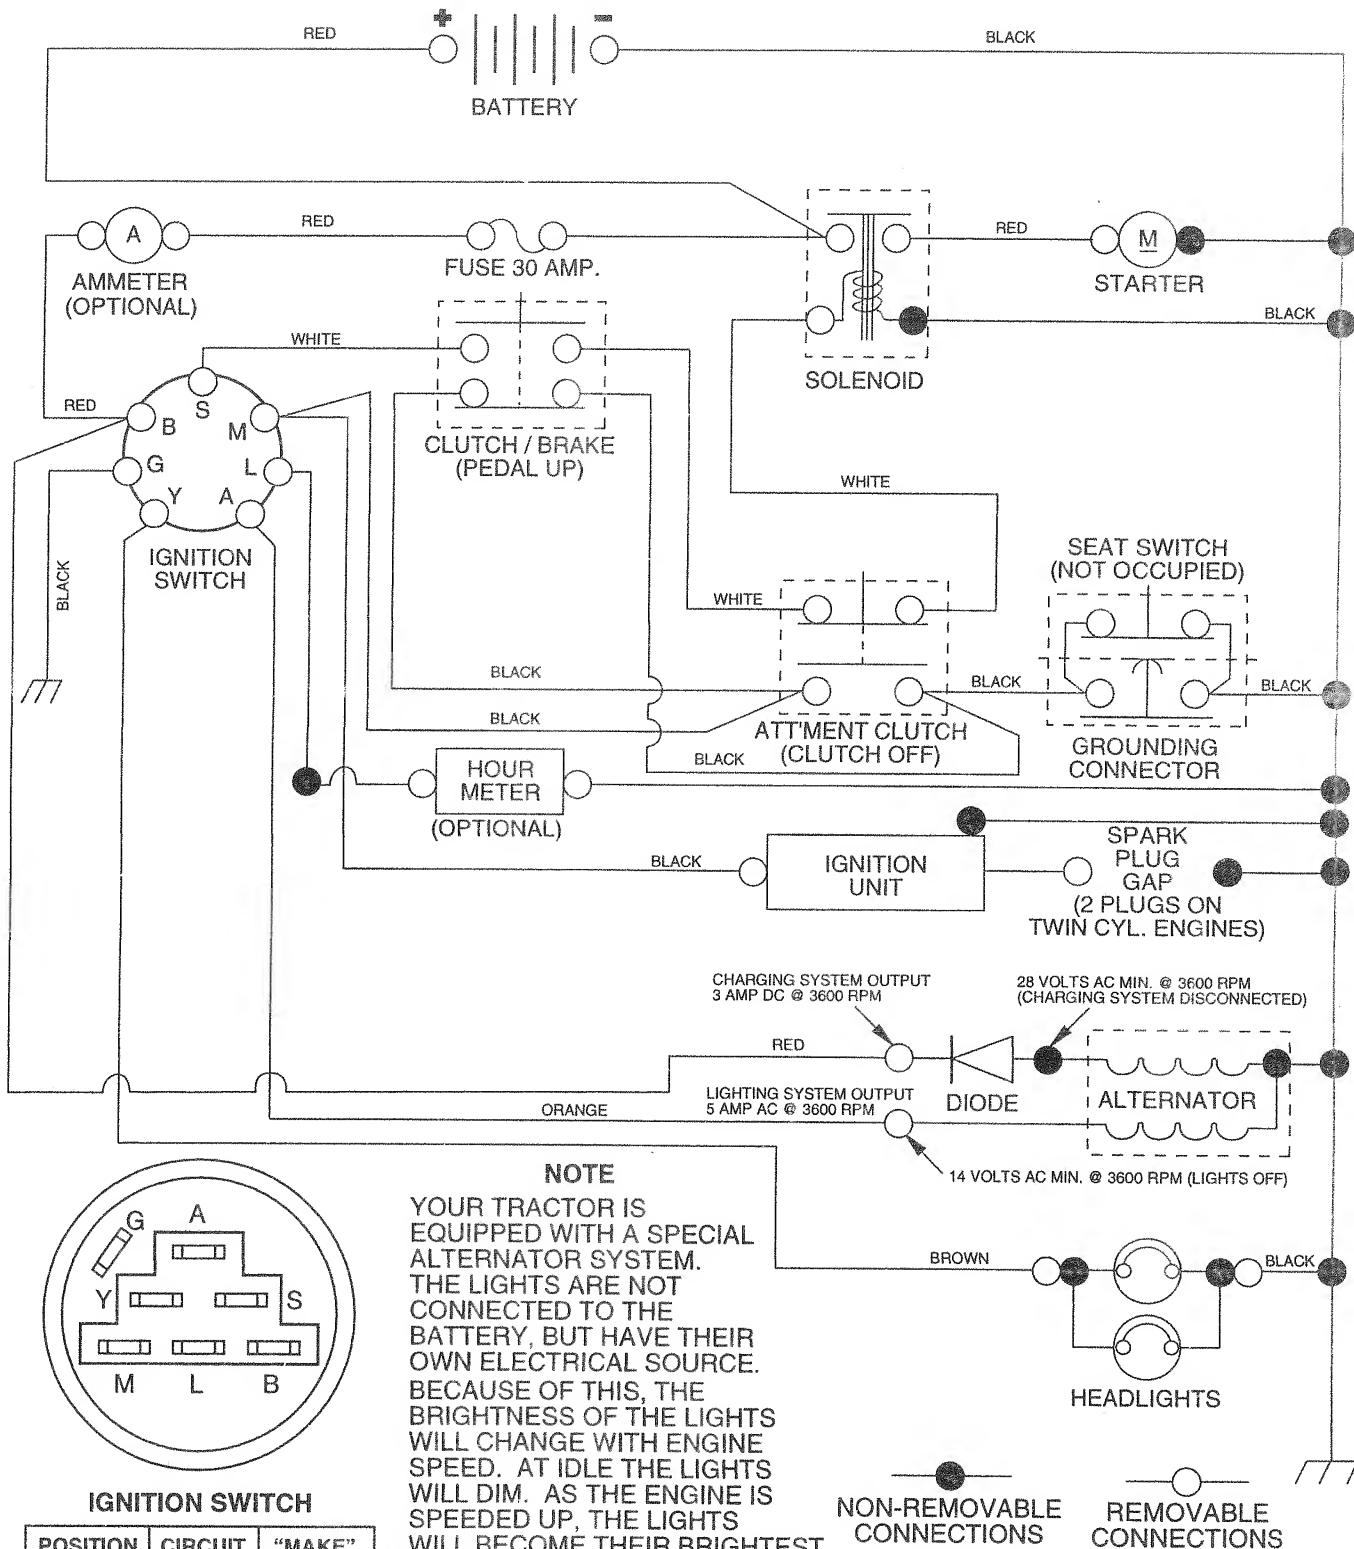 +
-
RED
BLACK
BATTERY
RED
A
AMMETER
(OPTIONAL)
FUSE 30 AMP.
RED
M
STARTER
BLACK
SOLENOID
WHITE
RED
S
B
M
G
L
Y
A
CLUTCH / BRAKE
(PEDAL UP)
IGNITION
SWITCH
BLACK
WHITE
WHITE
SEAT SWITCH
(NOT OCCUPIED)
BLACK
BLACK
BLACK
BLACK
BLACK
ATT'MENT CLUTCH
(CLUTCH OFF)
GROUNDING
CONNECTOR
HOUR
METER
(OPTIONAL)
BLACK
IGNITION
UNIT
SPARK
PLUG
GAP
(2 PLUGS ON
TWIN CYL. ENGINES)
CHARGING SYSTEM OUTPUT
3 AMP DC @ 3600 RPM
28 VOLTS AC MIN. @ 3600 RPM
(CHARGING SYSTEM DISCONNECTED)
RED
DIODE
ALTERNATOR
LIGHTING SYSTEM OUTPUT
5 AMP AC @ 3600 RPM
ORANGE
14 VOLTS AC MIN. @ 3600 RPM (LIGHTS OFF)
BROWN
BLACK
HEADLIGHTS
G
A
Y
S
M
L
B
IGNITION SWITCH
POSITION CIRCUIT "MAKE"
NOTE
YOUR TRACTOR IS
EQUIPPED WITH A SPECIAL
ALTERNATOR SYSTEM.
THE LIGHTS ARE NOT
CONNECTED TO THE
BATTERY, BUT HAVE THEIR
OWN ELECTRICAL SOURCE.
BECAUSE OF THIS, THE
BRIGHTNESS OF THE LIGHTS
WILL CHANGE WITH ENGINE
SPEED. AT IDLE THE LIGHTS
WILL DIM. AS THE ENGINE IS
SPEEDED UP, THE LIGHTS
WILL BECOME THEIR BRIGHTEST
NON-REMOVABLE
CONNECTIONS
REMOVABLE
CONNECTIONS